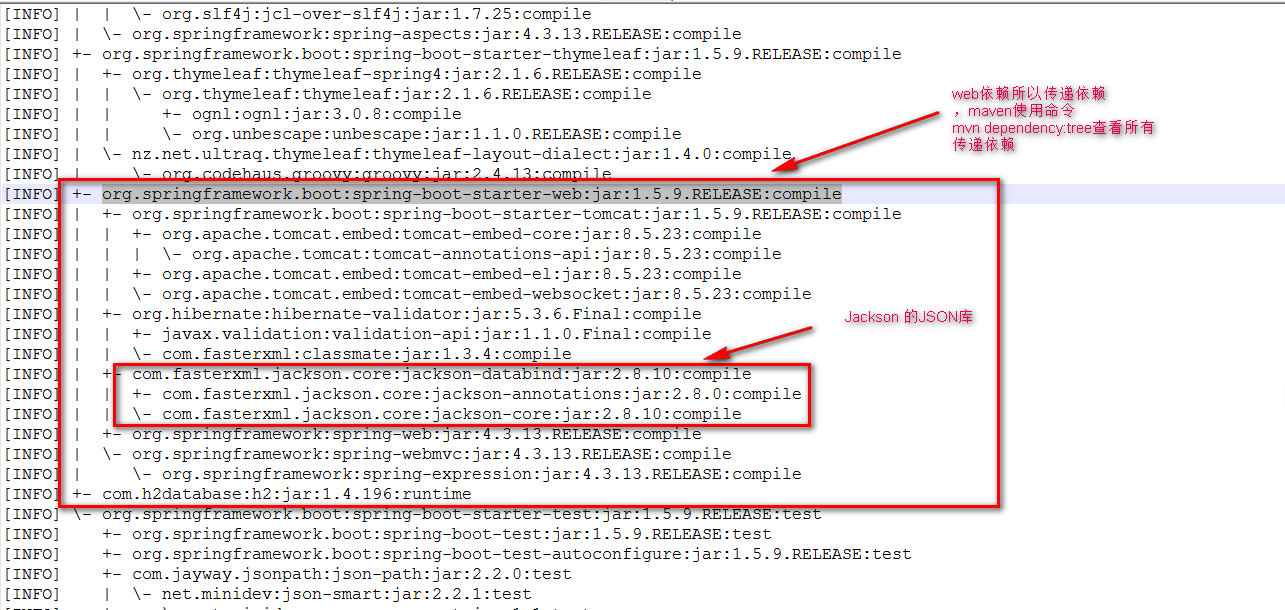 [INFO] | | \- org.slf4j:jcl-over-slf4j:jar:1.7.25:compile
[INFO] | \- org.springframework:spring-aspects:jar:4.3.13.RELEASE:compile
[INFO] +- org.springframework.boot:spring-boot-starter-thymeleaf:jar:1.5.9.RELEASE:compile
[INFO] | +- org.thymeleaf:thymeleaf-spring4:jar:2.1.6.RELEASE:compile
[INFO] | | \- org.thymeleaf:thymeleaf:jar:2.1.6.RELEASE:compile
[INFO] | | +- ognl:ognl:jar:3.0.8:compile
[INFO] | | \- org.unbescape:unbescape:jar:1.1.0.RELEASE:compile
[INFO] | \- nz.net.ultraq.thymeleaf:thymeleaf-layout-dialect:jar:1.4.0:compile
[INFO] | \- org.codehaus.groovy:groovy:jar:2.4.13:compile
web依赖所以传递依赖
，maven使用命令
mvn dependency:tree查看所有
传递依赖
[INFO] +- org.springframework.boot:spring-boot-starter-web:jar:1.5.9.RELEASE:compile
[INFO] | +- org.springframework.boot:spring-boot-starter-tomcat:jar:1.5.9.RELEASE:compile
[INFO] | | +- org.apache.tomcat.embed:tomcat-embed-core:jar:8.5.23:compile
[INFO] | | | \- org.apache.tomcat:tomcat-annotations-api:jar:8.5.23:compile
[INFO] | | +- org.apache.tomcat.embed:tomcat-embed-el:jar:8.5.23:compile
[INFO] | | \- org.apache.tomcat.embed:tomcat-embed-websocket:jar:8.5.23:compile
[INFO] | +- org.hibernate:hibernate-validator:jar:5.3.6.Final:compile
[INFO] | | +- javax.validation:validation-api:jar:1.1.0.Final:compile
[INFO] | | \- com.fasterxml:classmate:jar:1.3.4:compile
Jackson 的JSON库
[INFO] | +- com.fasterxml.jackson.core:jackson-databind:jar:2.8.10:compile
[INFO] | | +- com.fasterxml.jackson.core:jackson-annotations:jar:2.8.0:compile
[INFO] | | \- com.fasterxml.jackson.core:jackson-core:jar:2.8.10:compile
[INFO] | +- org.springframework:spring-web:jar:4.3.13.RELEASE:compile
[INFO] | \- org.springframework:spring-webmvc:jar:4.3.13.RELEASE:compile
[INFO] | \- org.springframework:spring-expression:jar:4.3.13.RELEASE:compile
[INFO] +- com.h2database:h2:jar:1.4.196:runtime
[INFO] \- org.springframework.boot:spring-boot-starter-test:jar:1.5.9.RELEASE:test
[INFO] +- org.springframework.boot:spring-boot-test:jar:1.5.9.RELEASE:test
[INFO] +- org.springframework.boot:spring-boot-test-autoconfigure:jar:1.5.9.RELEASE:test
[INFO] +- com.jayway.jsonpath:json-path:jar:2.2.0:test
[INFO] | \- net.minidev:json-smart:jar:2.2.1:test